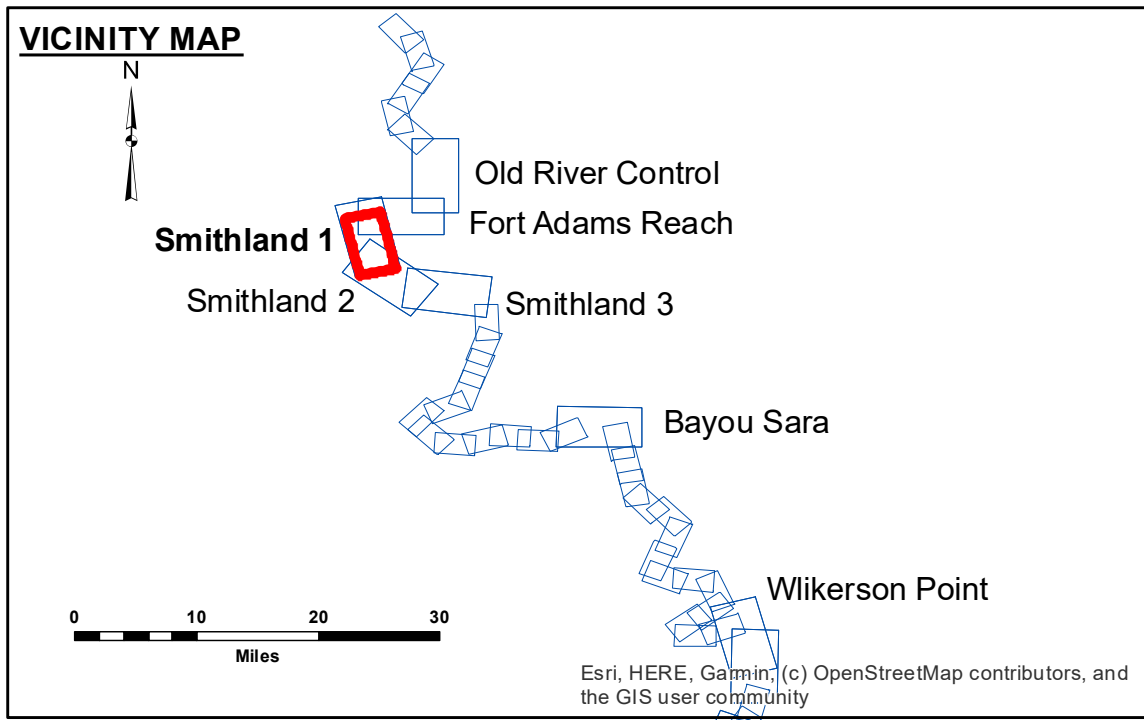 VICINITY MAP
N
Old River Control
Fort Adams Reach
Smithland 1
Smithland 2
Smithland 3
Bayou Sara
Wlikerson Point
0 10 20 30
Miles
Esri, HERE, Garmin, (c) OpenStreetMap contributors, and
the GIS user community